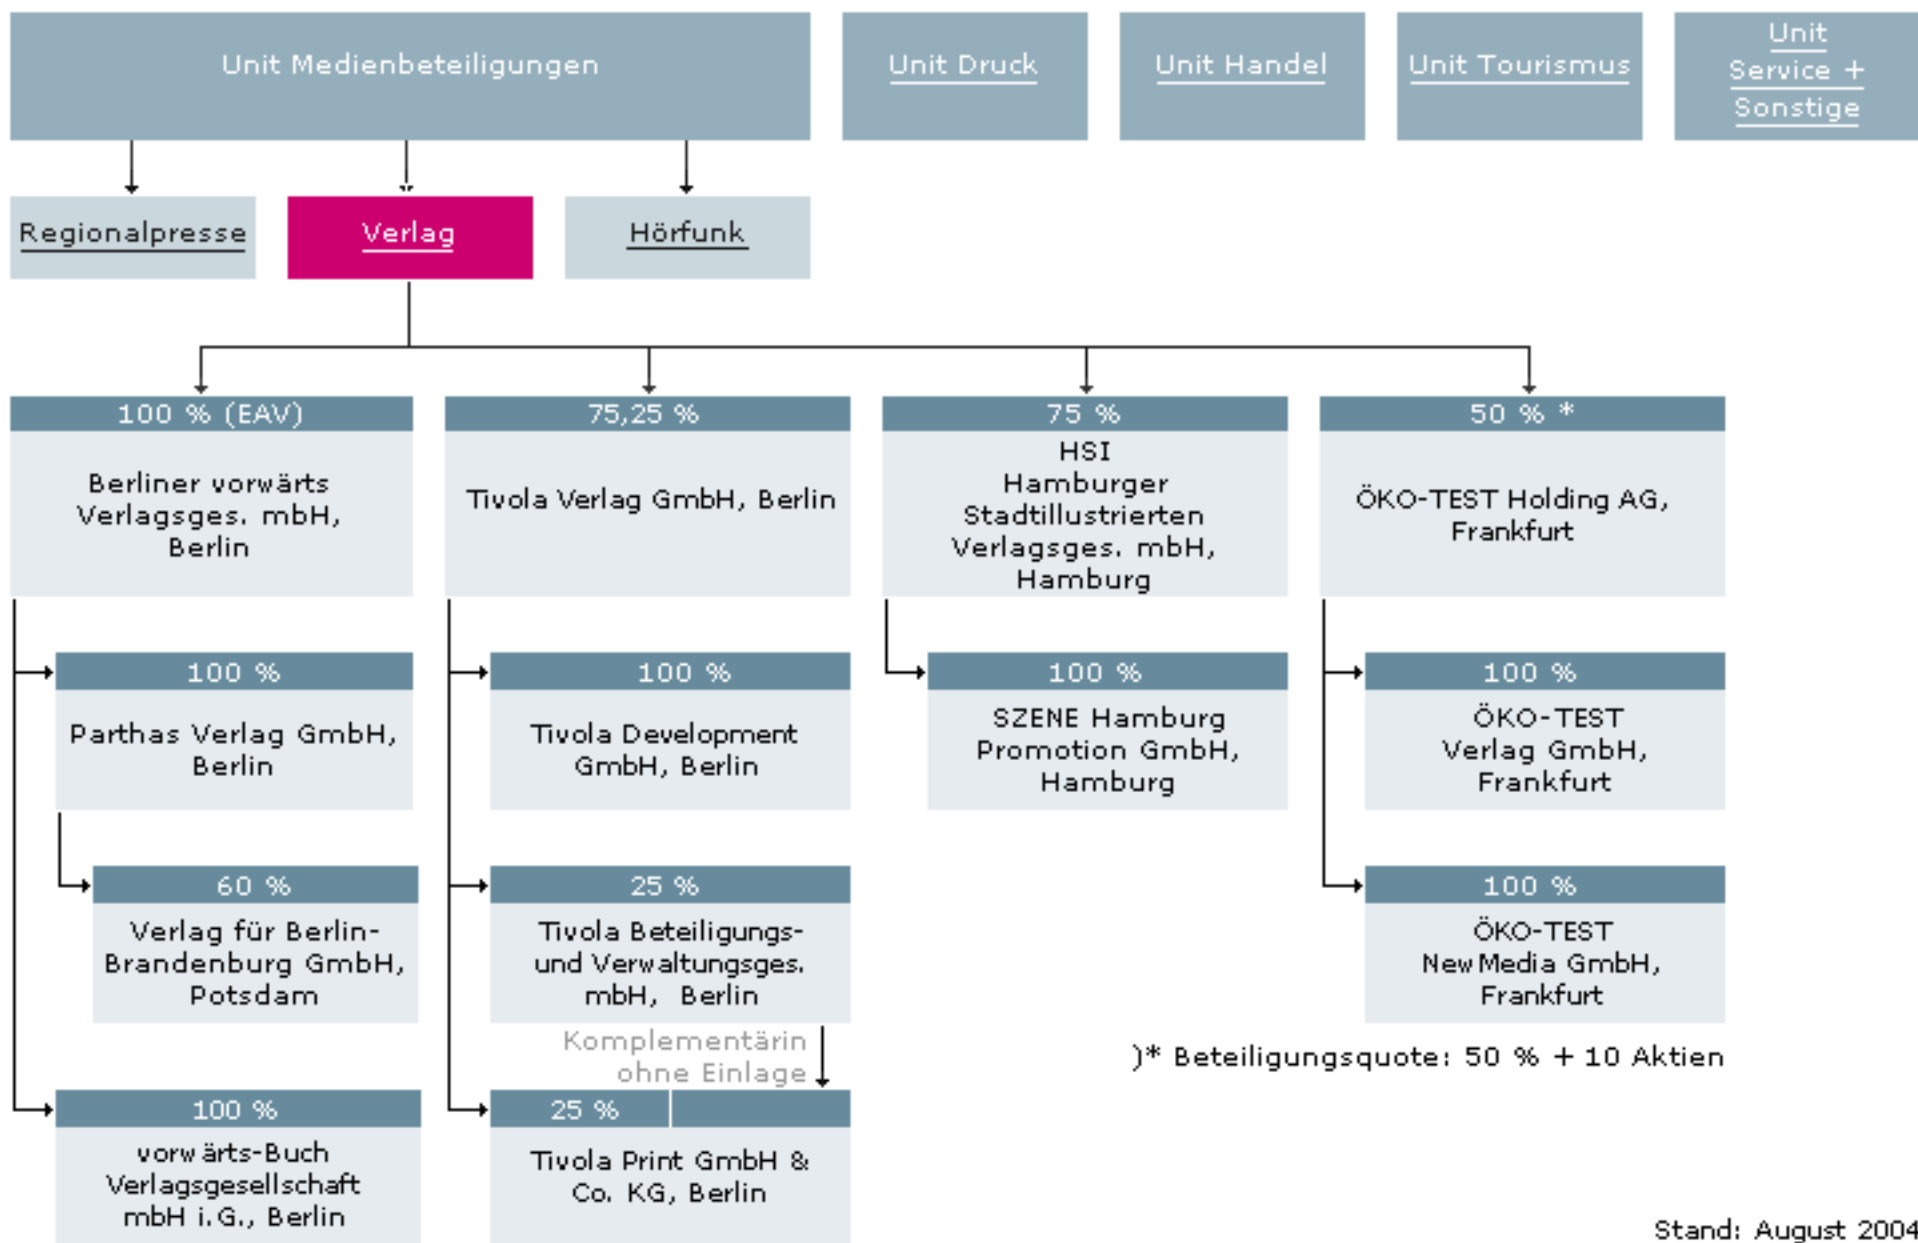 Unit Medienbeteiligungen
Unit Druck
Unit Handel
Unit Tourismus
Unit
Service +
Sonstige
Regionalpresse
Verlag
Hörfunk
100 % (EAV)
Berliner vorwärts
Verlagsges. mbH,
Berlin
75,25 %
Tivola Verlag GmbH, Berlin
75 %
HSI
Hamburger
Stadtillustrierten
Verlagsges. mbH,
Hamburg
50 % *
ÖKO-TEST Holding AG,
Frankfurt
100 %
Parthas Verlag GmbH,
Berlin
100 %
Tivola Development
GmbH, Berlin
100 %
SZENE Hamburg
Promotion GmbH,
Hamburg
100 %
ÖKO-TEST
Verlag GmbH,
Frankfurt
60 %
Verlag für Berlin-
Brandenburg GmbH,
Potsdam
25 %
Tivola Beteiligungs-
und Verwaltungsges.
mbH, Berlin
100 %
ÖKO-TEST
NewMedia GmbH,
Frankfurt
Komplementärin
ohne Einlage
)* Beteiligungsquote: 50 % + 10 Aktien
100 %
vorwärts-Buch
Verlagsgesellschaft
mbH i.G., Berlin
25 %
Tivola Print GmbH &
Co. KG, Berlin
Stand: August 2004